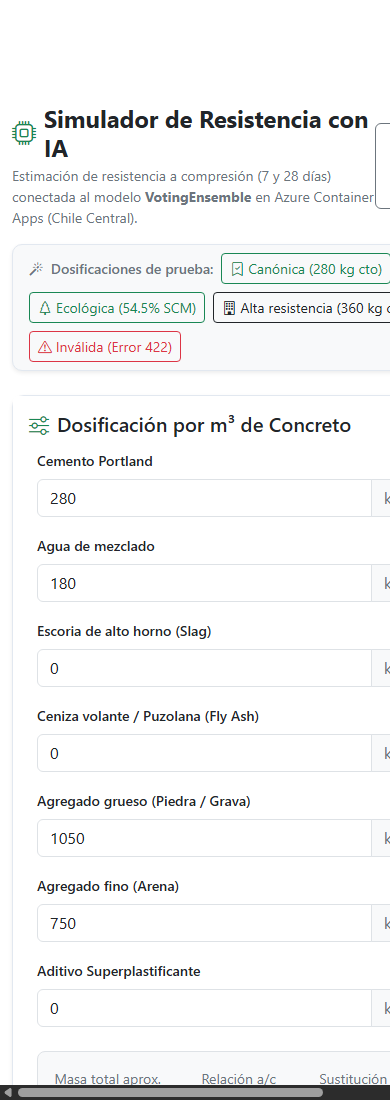 Simulador de Resistencia con
IA
Estimación de resistencia a compresión (7 y 28 días)
conectada al modelo VotingEnsemble en Azure Container
Apps (Chile Central).
Dosificaciones de prueba:
Canónica (280 kg cto)
Ecológica (54.5% SCM)
Alta resistencia (360 kg c
Inválida (Error 422)
Dosificación por m³ de Concreto
Cemento Portland
280
k
Agua de mezclado
180
k
Escoria de alto horno (Slag)
0
k
Ceniza volante / Puzolana (Fly Ash)
0
k
Agregado grueso (Piedra / Grava)
1050
k
Agregado fino (Arena)
750
k
Aditivo Superplastificante
0
k
Masa total aprox.
Relación a/c
Sustitución